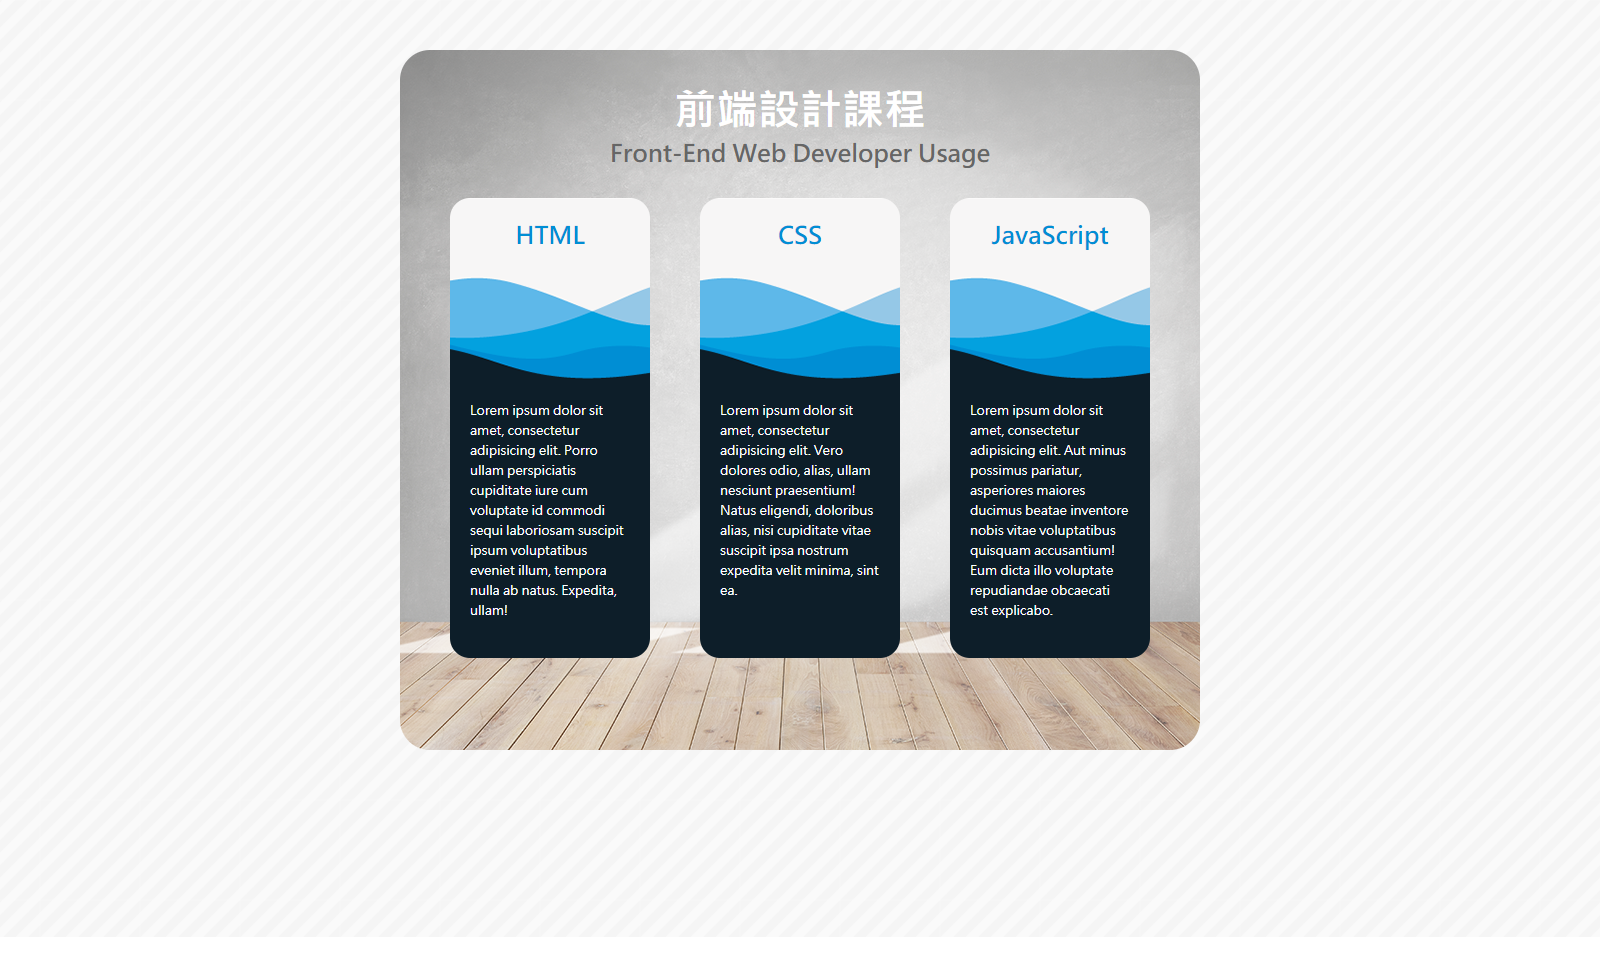 前端設計課程
Front-End Web Developer Usage
HTML
Lorem ipsum dolor sit
amet, consectetur
adipisicing elit. Porro
ullam perspiciatis
cupiditate iure cum
voluptate id commodi
sequi laboriosam suscipit
ipsum voluptatibus
eveniet illum, tempora
nulla ab natus. Expedita,
ullam!
CSS
Lorem ipsum dolor sit
amet, consectetur
adipisicing elit. Vero
dolores odio, alias, ullam
nesciunt praesentium!
Natus eligendi, doloribus
alias, nisi cupiditate vitae
suscipit ipsa nostrum
expedita velit minima, sint
ea.
JavaScript
Lorem ipsum dolor sit
amet, consectetur
adipisicing elit. Aut minus
possimus pariatur,
asperiores maiores
ducimus beatae inventore
nobis vitae voluptatibus
quisquam accusantium!
Eum dicta illo voluptate
repudiandae obcaecati
est explicabo.